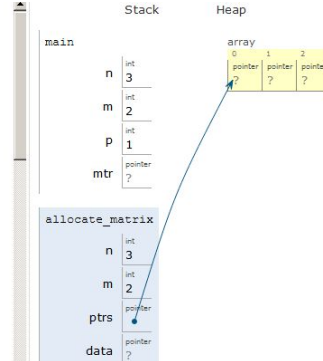 Stack Heap
main
array
0 1 2
pointer pointer pointe
? ? ?
int
n 3
int
m 2
int
p 1
pointer
mtr ?
allocate_matrix
int
n 3
int
m 2
pointer
ptrs
pointer
data ?